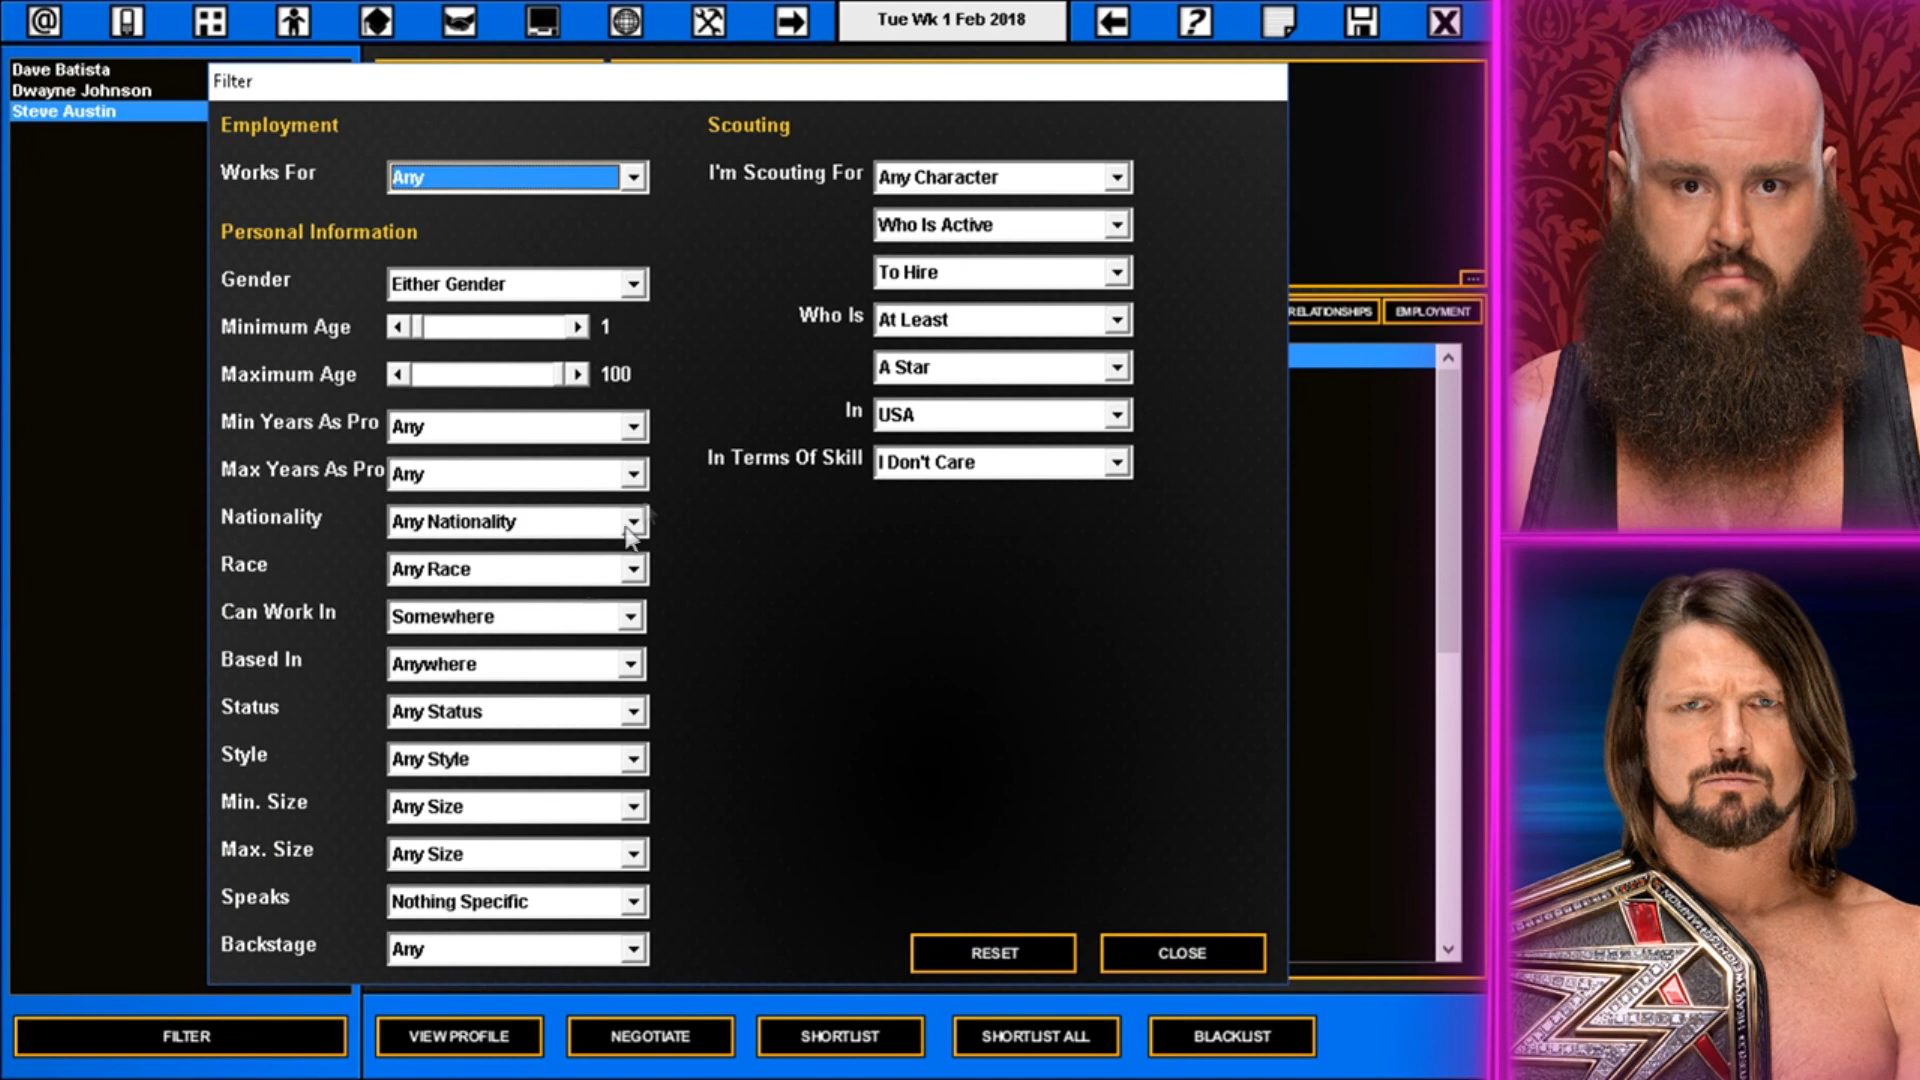 Tue Wk 1 Feb 2018
Dave Batista
Dwayne Johnson
Steve Austin
Filter
Employment
Works For Any
Personal Information
Gender Either Gender
Minimum Age 1
Maximum Age 100
Min Years As Pro Any
Max Years As Pro Any
Nationality Any Nationality
Race Any Race
Can Work In Somewhere
Based In Anywhere
Status Any Status
Style Any Style
Min. Size Any Size
Max. Size Any Size
Speaks Nothing Specific
Backstage Any
Scouting
I'm Scouting For Any Character
Who Is Active
To Hire
Who Is At Least
A Star
In USA
In Terms Of Skill I Don't Care
RESET CLOSE
...
RELATIONSHIPS EMPLOYMENT
FILTER VIEW PROFILE NEGOTIATE SHORTLIST SHORTLIST ALL BLACKLIST